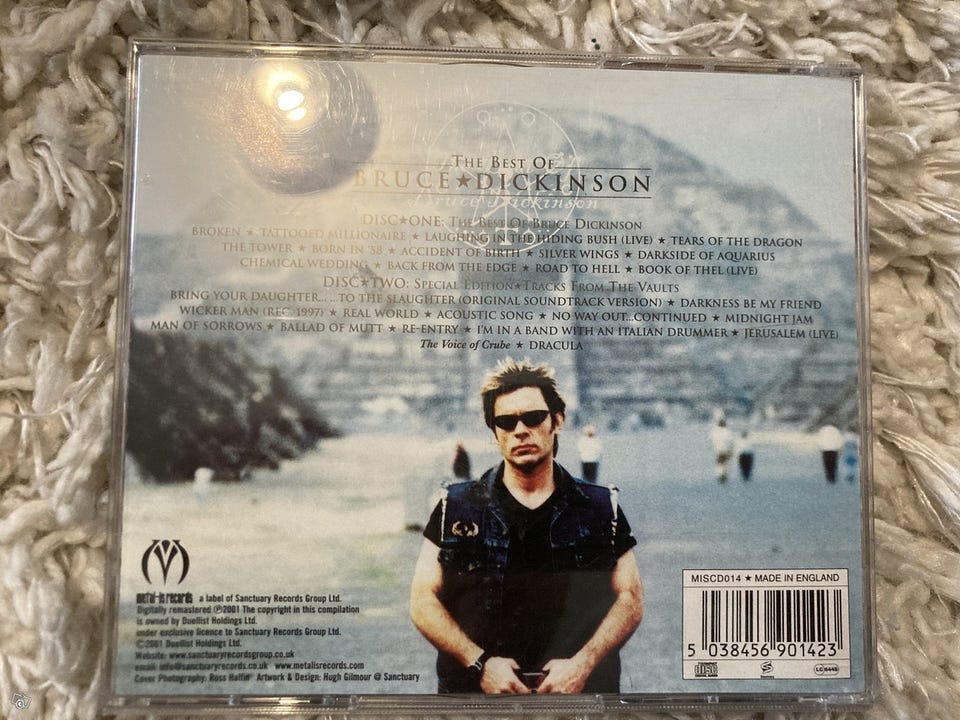 THE BEST OF
BRUCE★DICKINSON
Bruce Dickinson
DISC★ONE: THE BEST OF BRUCE DICKINSON
BROKEN ★ TATTOOED MILLIONAIRE ★ LAUGHING IN THE HIDING BUSH (LIVE) ★ TEARS OF THE DRAGON
THE TOWER ★ BORN IN '58 ★ ACCIDENT OF BIRTH ★ SILVER WINGS ★ DARKSIDE OF AQUARIUS
CHEMICAL WEDDING ★ BACK FROM THE EDGE ★ ROAD TO HELL ★ BOOK OF THEL (LIVE)
DISC★TWO: SPECIAL EDITION★TRACKS FROM THE VAULTS
BRING YOUR DAUGHTER... ...TO THE SLAUGHTER (ORIGINAL SOUNDTRACK VERSION) ★ DARKNESS BE MY FRIEND
WICKER MAN (REC. 1997) ★ REAL WORLD ★ ACOUSTIC SONG ★ NO WAY OUT...CONTINUED ★ MIDNIGHT JAM
MAN OF SORROWS ★ BALLAD OF MUTT ★ RE-ENTRY ★ I'M IN A BAND WITH AN ITALIAN DRUMMER ★ JERUSALEM (LIVE)
The Voice of Crube ★ DRACULA
metal-is records a label of Sanctuary Records Group Ltd.
Digitally remastered ℗2001 The copyright in this compilation
is owned by Duellist Holdings Ltd.
under exclusive licence to Sanctuary Records Group Ltd.
©2001 Duellist Holdings Ltd.
Website: www.sanctuaryrecordsgroup.co.uk
email: info@sanctuaryrecords.co.uk www.metalisrecords.com
Cover Photography: Ross Halfin Artwork & Design: Hugh Gilmour @ Sanctuary
MISCD014 ★ MADE IN ENGLAND
5 038456 901423